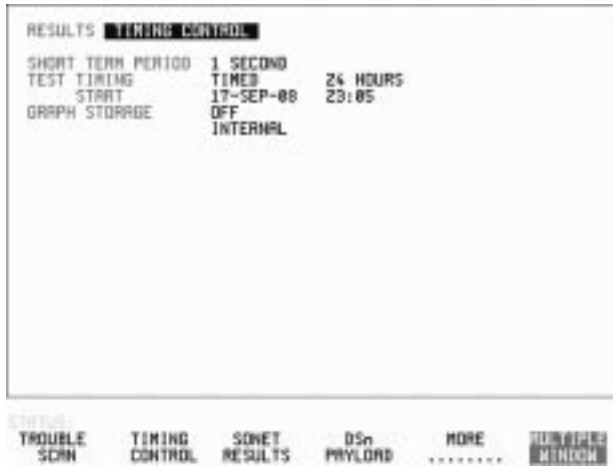 RESULTS TIMING CONTROL
SHORT TERM PERIOD 1 SECOND
TEST TIMING TIMED 24 HOURS
START 17-SEP-08 23:05
GRAPH STORAGE OFF
INTERNAL
STATUS:
TROUBLE SCAN TIMING CONTROL SONET RESULTS DSn PAYLOAD MORE ........ MULTIPLE WINDOW